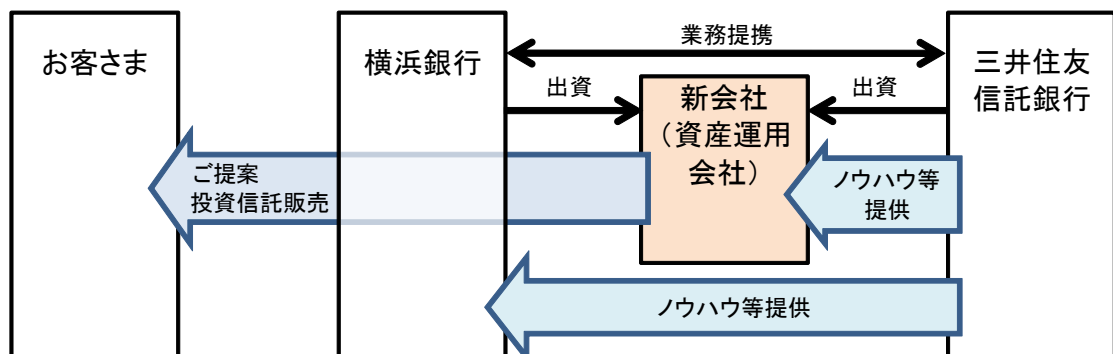 お客さま
横浜銀行
業務提携
三井住友
信託銀行
出資
新会社
（資産運用
会社）
出資
ご提案
投資信託販売
ノウハウ等
提供
ノウハウ等提供